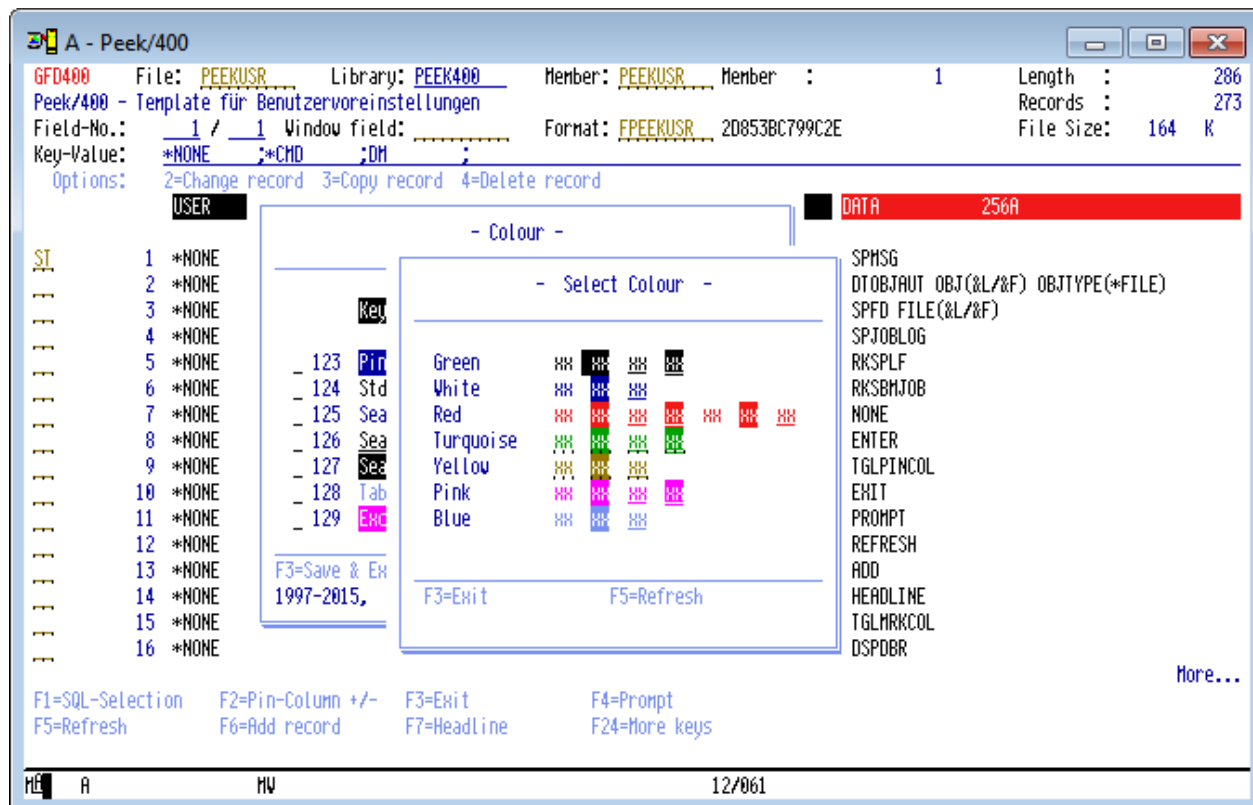 A - Peek/400
GFD400 File: PEEKUSR Library: PEEK400 Member: PEEKUSR Member : 1 Length : 286
Peek/400 - Template für Benutzervoreinstellungen Records : 273
Field-No.: 1 / 1 Window field: Format: FPEEKUSR 2D853BC799C2E File Size: 164 K
Key-Value: *NONE ;*CMD ;DM ;
Options: 2=Change record 3=Copy record 4=Delete record
USER DATA 256A
- Colour -
ST 1 *NONE SPMSG
2 *NONE - Select Colour - DTOBJAUT OBJ(&L/&F) OBJTYPE(*FILE)
3 *NONE Key SPFD FILE(&L/&F)
4 *NONE SPJOBLOG
5 *NONE _ 123 Pin Green XX XX XX XX RKSPLF
6 *NONE _ 124 Std White XX XX XX RKSBMJOB
7 *NONE _ 125 Sea Red XX XX XX XX XX XX XX NONE
8 *NONE _ 126 Sea Turquoise XX XX XX XX ENTER
9 *NONE _ 127 Sea Yellow XX XX XX TGLPINCOL
10 *NONE _ 128 Tab Pink XX XX XX XX EXIT
11 *NONE _ 129 Exc Blue XX XX XX PROMPT
12 *NONE REFRESH
13 *NONE F3=Save & Ex ADD
14 *NONE 1997-2015, F3=Exit F5=Refresh HEADLINE
15 *NONE TGLMRKCOL
16 *NONE DSPDBR
More...
F1=SQL-Selection F2=Pin-Column +/- F3=Exit F4=Prompt
F5=Refresh F6=Add record F7=Headline F24=More keys
MA A MW 12/061